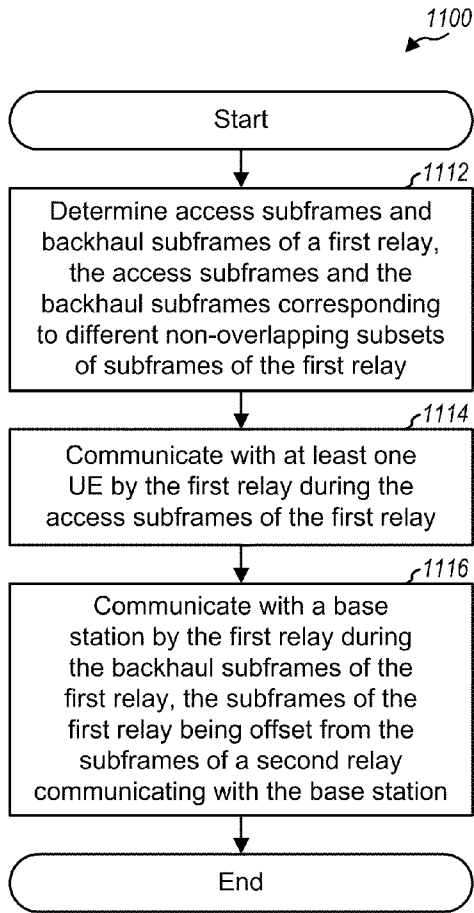 1100
Start
1112
Determine access subframes and
backhaul subframes of a first relay,
the access subframes and the
backhaul subframes corresponding
to different non-overlapping subsets
of subframes of the first relay
1114
Communicate with at least one
UE by the first relay during the
access subframes of the first relay
1116
Communicate with a base
station by the first relay during
the backhaul subframes of the
first relay, the subframes of the
first relay being offset from the
subframes of a second relay
communicating with the base station
End